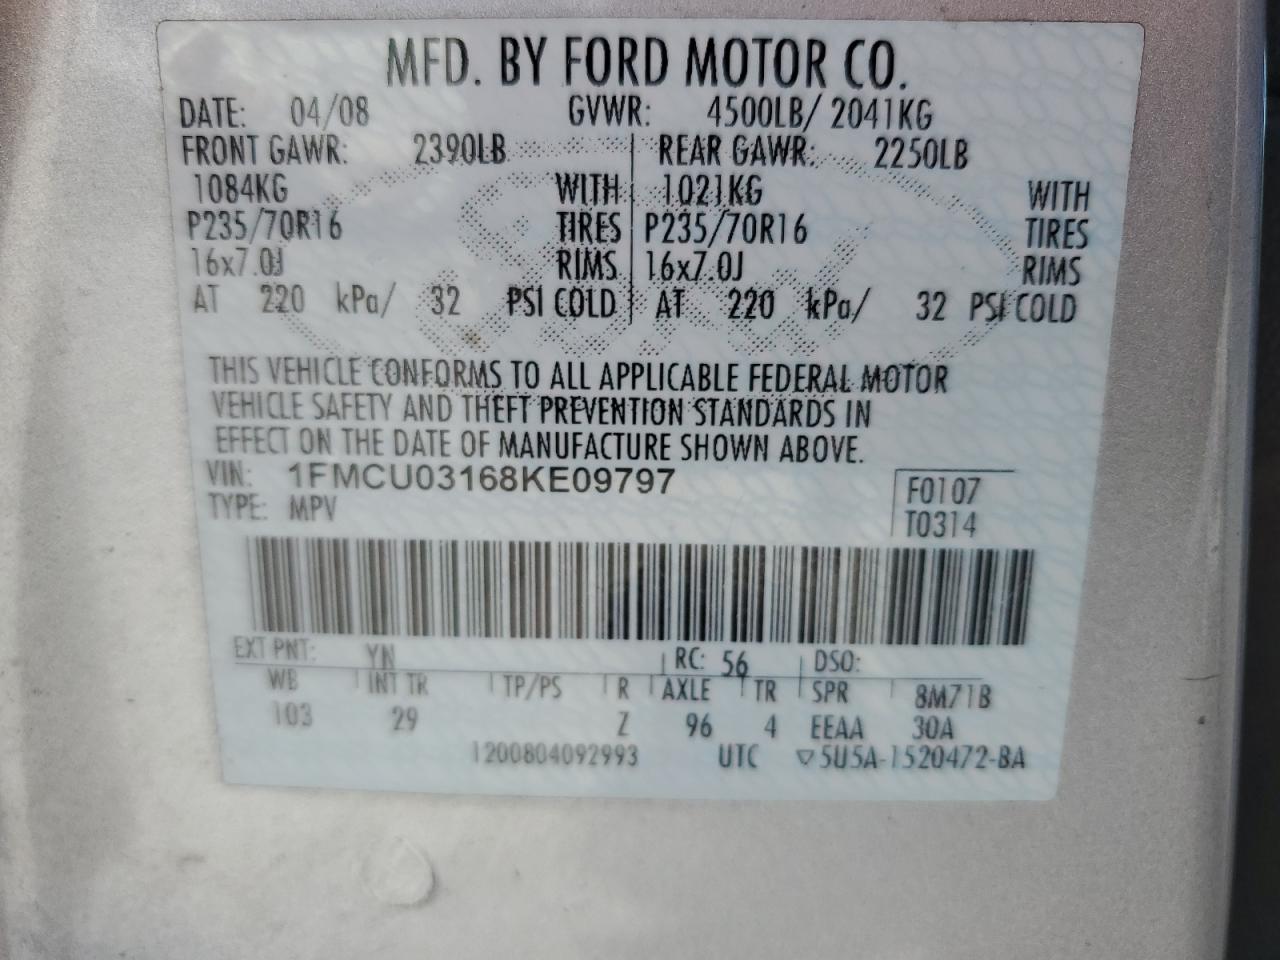 MFD. BY FORD MOTOR CO.
DATE: 04/08 GVWR: 4500LB/ 2041KG
FRONT GAWR: 2390LB REAR GAWR: 2250LB
1084KG WITH 1021KG WITH
P235/70R16 TIRES P235/70R16 TIRES
16x7.0J RIMS 16x7.0J RIMS
AT 220 kPa/ 32 PSI COLD AT 220 kPa/ 32 PSI COLD
THIS VEHICLE CONFORMS TO ALL APPLICABLE FEDERAL MOTOR
VEHICLE SAFETY AND THEFT PREVENTION STANDARDS IN
EFFECT ON THE DATE OF MANUFACTURE SHOWN ABOVE.
VIN: 1FMCU03168KE09797
TYPE: MPV
F0107
T0314
EXT PNT: YN RC: 56 DSO:
WB INT TR TP/PS R AXLE TR SPR 8M71B
103 29 Z 96 4 EEAA 30A
1200804092993 UTC ▽5U5A-1520472-BA